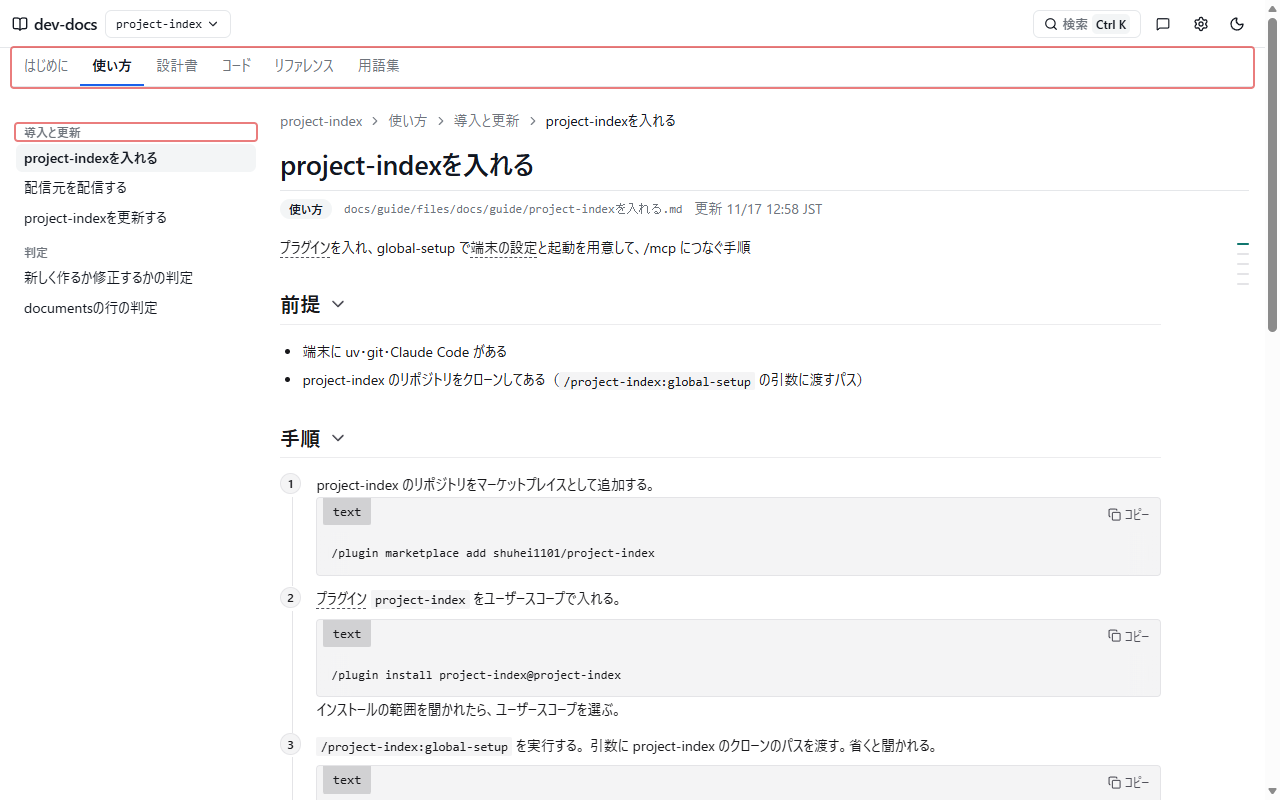 dev-docs project-index 検索 Ctrl K
はじめに 使い方 設計書 コード リファレンス 用語集
導入と更新
project-indexを入れる
配信元を配信する
project-indexを更新する
判定
新しく作るか修正するかの判定
documentsの行の判定
project-index > 使い方 > 導入と更新 > project-indexを入れる
project-indexを入れる
使い方 docs/guide/files/docs/guide/project-indexを入れる.md 更新 11/17 12:58 JST
プラグインを入れ、global-setup で端末の設定と起動を用意して、/mcp につなぐ手順
前提
• 端末に uv・git・Claude Code がある
• project-index のリポジトリをクローンしてある（ /project-index:global-setup の引数に渡すパス）
手順
1 project-index のリポジトリをマーケットプレイスとして追加する。
text コピー
/plugin marketplace add shuhei1101/project-index
2 プラグイン project-index をユーザースコープで入れる。
text コピー
/plugin install project-index@project-index
インストールの範囲を聞かれたら、ユーザースコープを選ぶ。
3 /project-index:global-setup を実行する。引数に project-index のクローンのパスを渡す。省くと聞かれる。
text コピー